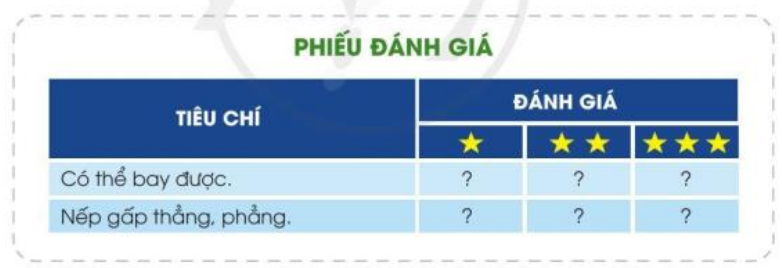 PHIẾU ĐÁNH GIÁ
TIÊU CHÍ
ĐÁNH GIÁ
★ ★★ ★★★
Có thể bay được. ? ? ?
Nếp gấp thẳng, phẳng. ? ? ?